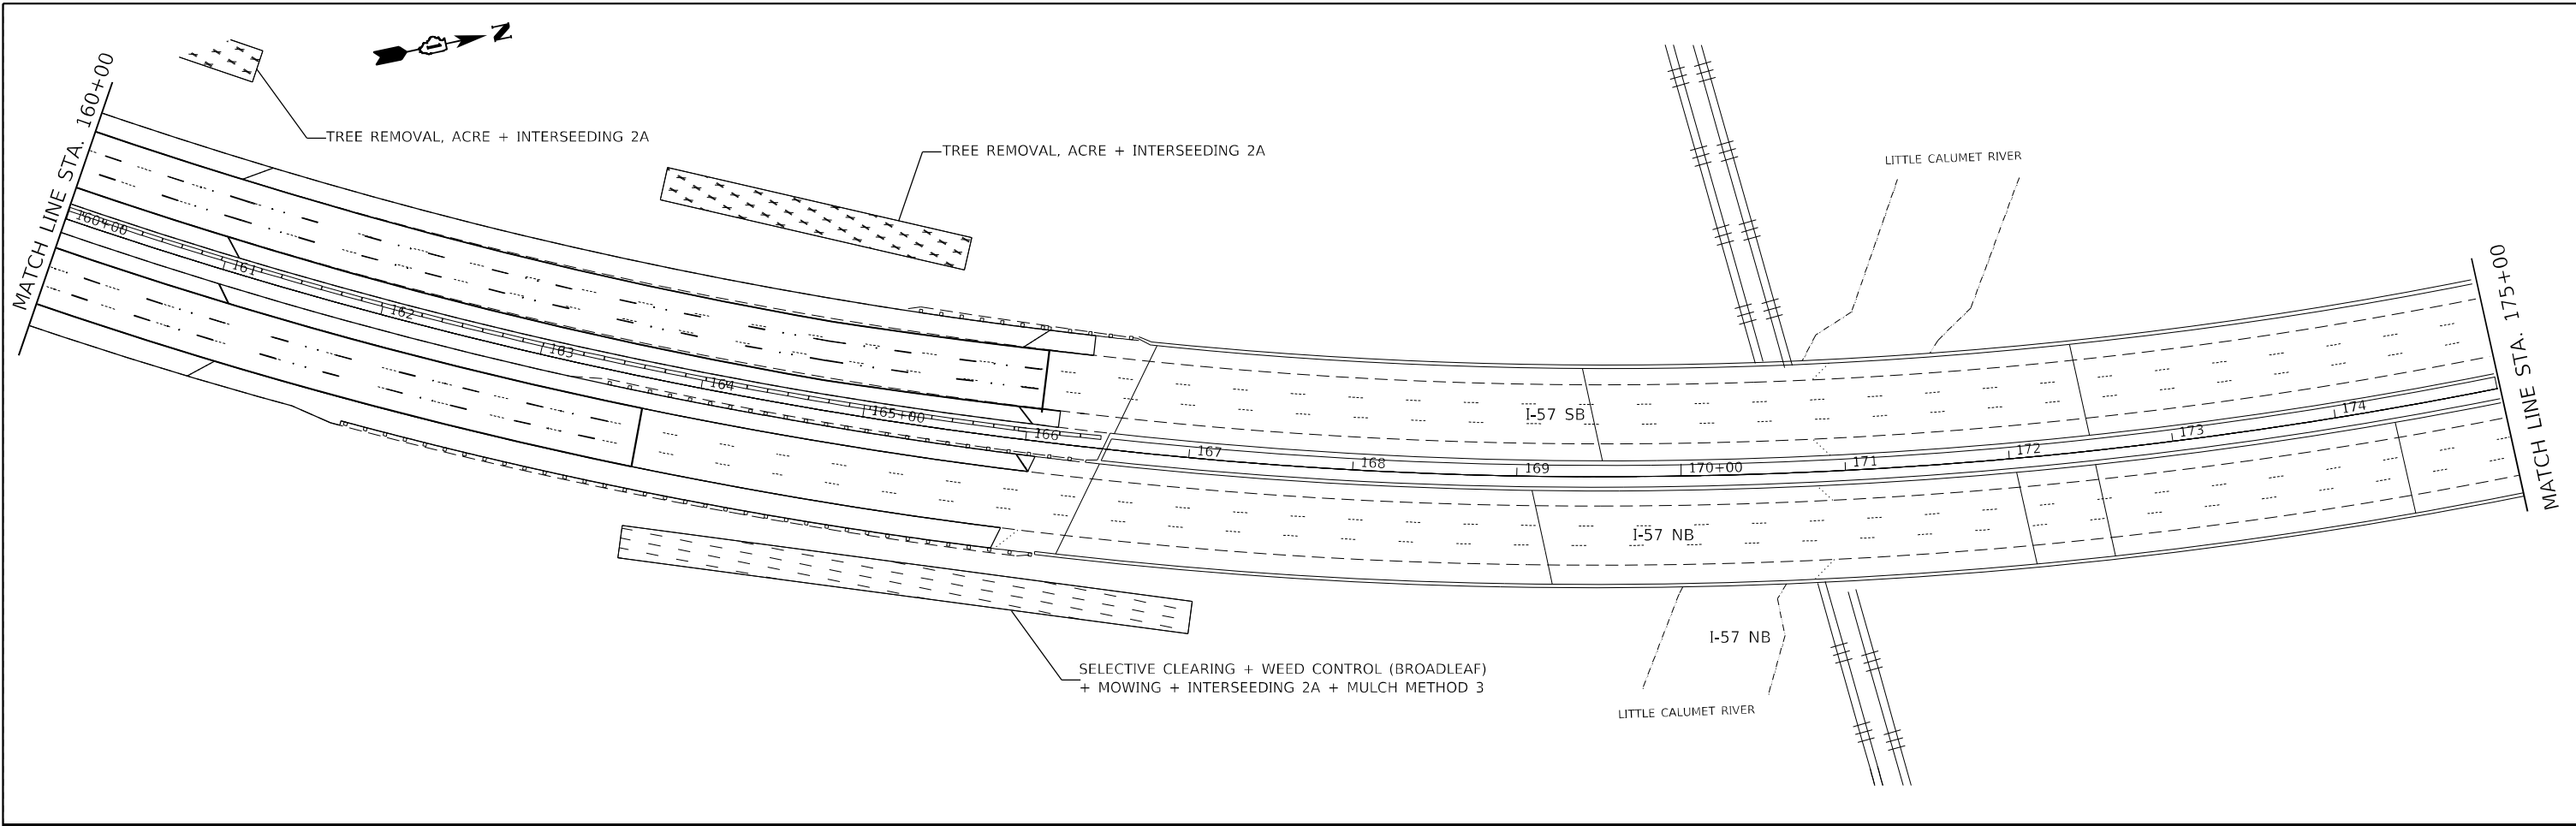 N
MATCH LINE STA. 160+00
TREE REMOVAL, ACRE + INTERSEEDING 2A
TREE REMOVAL, ACRE + INTERSEEDING 2A
LITTLE CALUMET RIVER
160+00
161
162
163
164
165+00
166
167
168
169
170+00
171
172
173
174
I-57 SB
I-57 NB
MATCH LINE STA. 175+00
I-57 NB
SELECTIVE CLEARING + WEED CONTROL (BROADLEAF)
+ MOWING + INTERSEEDING 2A + MULCH METHOD 3
LITTLE CALUMET RIVER